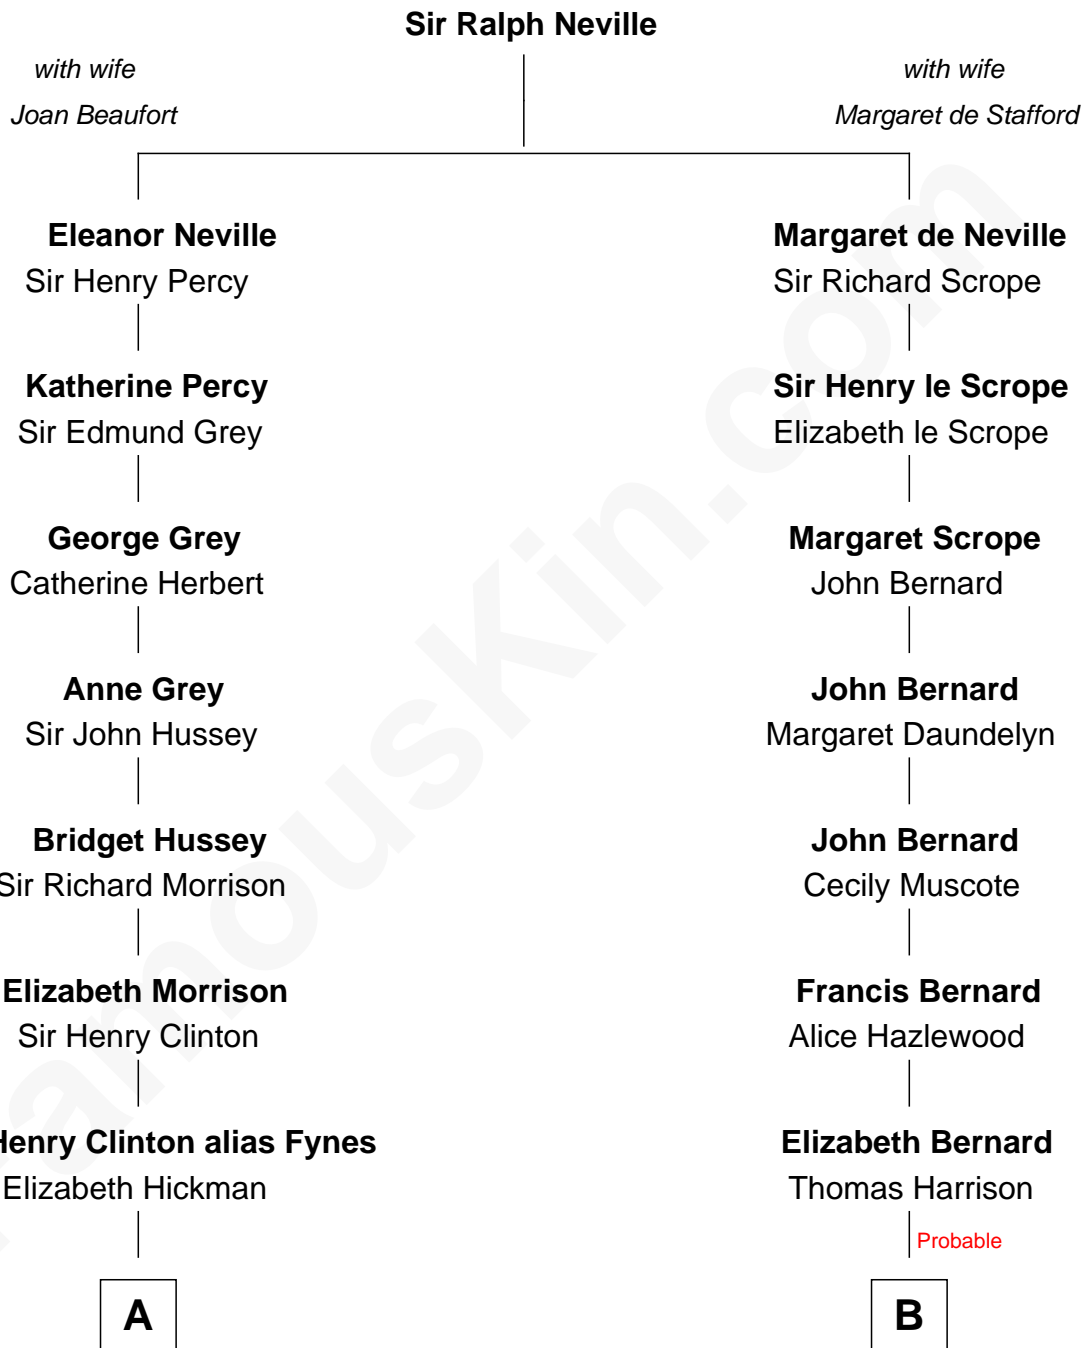 Sir Ralph Neville
with wife
Joan Beaufort
with wife
Margaret de Stafford
Eleanor Neville
Sir Henry Percy
Margaret de Neville
Sir Richard Scrope
Katherine Percy
Sir Edmund Grey
Sir Henry le Scrope
Elizabeth le Scrope
George Grey
Catherine Herbert
Margaret Scrope
John Bernard
Anne Grey
Sir John Hussey
John Bernard
Margaret Daundelyn
Bridget Hussey
Sir Richard Morrison
John Bernard
Cecily Muscote
Elizabeth Morrison
Sir Henry Clinton
Francis Bernard
Alice Hazlewood
Henry Clinton alias Fynes
Elizabeth Hickman
Elizabeth Bernard
Thomas Harrison
Probable
A
B
FamousKin.com